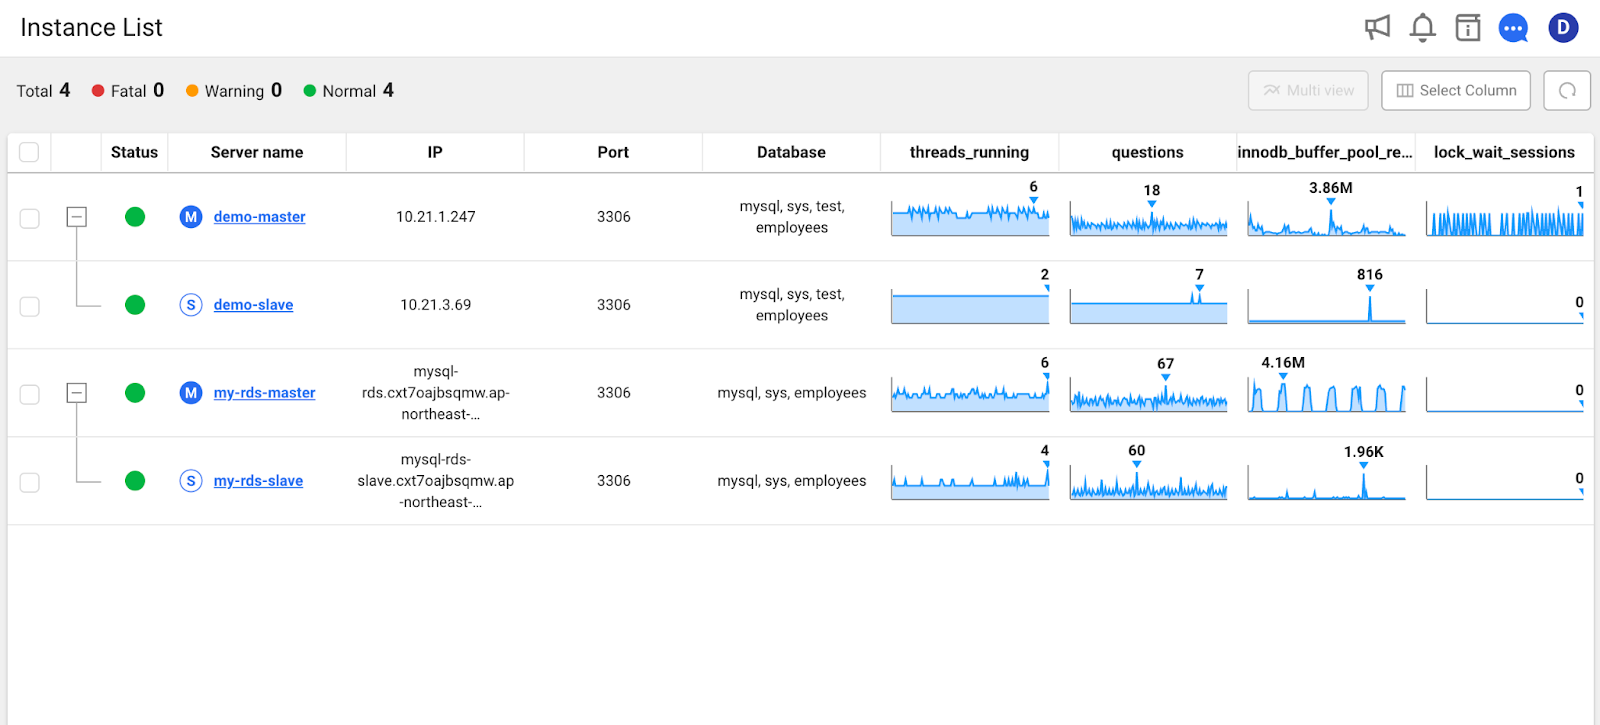 Instance List
D
Total 4 Fatal 0 Warning 0 Normal 4
Multi view
Select Column
Status Server name IP Port Database threads_running questions innodb_buffer_pool_re... lock_wait_sessions
M demo-master 10.21.1.247 3306
mysql, sys, test,
employees
6 18 3.86M 1
S demo-slave 10.21.3.69 3306
mysql, sys, test,
employees
2 7 816 0
M my-rds-master
mysql-
rds.cxt7oajbsqmw.ap-
northeast-...
3306 mysql, sys, employees
6 67 4.16M 0
S my-rds-slave
mysql-rds-
slave.cxt7oajbsqmw.ap
-northeast-...
3306 mysql, sys, employees
4 60 1.96K 0